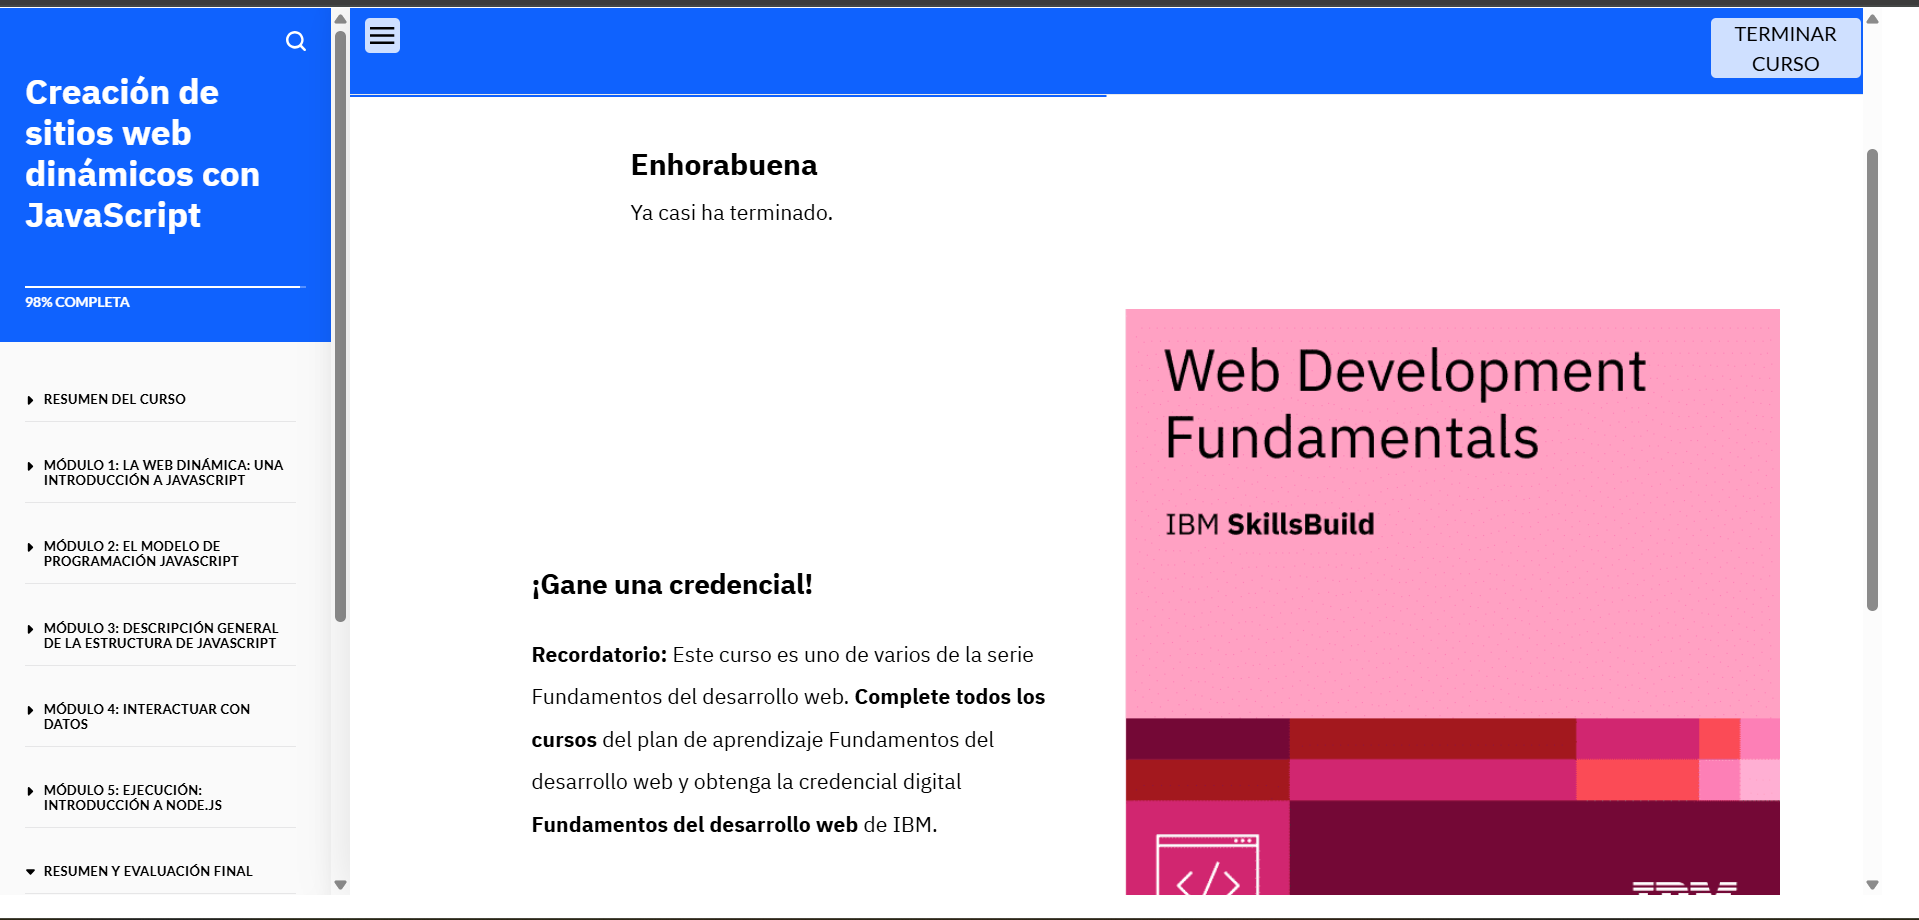 Creación de
sitios web
dinámicos con
JavaScript
98% COMPLETA
RESUMEN DEL CURSO
MÓDULO 1: LA WEB DINÁMICA: UNA
INTRODUCCIÓN A JAVASCRIPT
MÓDULO 2: EL MODELO DE
PROGRAMACIÓN JAVASCRIPT
MÓDULO 3: DESCRIPCIÓN GENERAL
DE LA ESTRUCTURA DE JAVASCRIPT
MÓDULO 4: INTERACTUAR CON
DATOS
MÓDULO 5: EJECUCIÓN:
INTRODUCCIÓN A NODE.JS
RESUMEN Y EVALUACIÓN FINAL
TERMINAR
CURSO
Enhorabuena
Ya casi ha terminado.
¡Gane una credencial!
Recordatorio: Este curso es uno de varios de la serie
Fundamentos del desarrollo web. Complete todos los
cursos del plan de aprendizaje Fundamentos del
desarrollo web y obtenga la credencial digital
Fundamentos del desarrollo web de IBM.
Web Development
Fundamentals
IBM SkillsBuild
</>
IBM